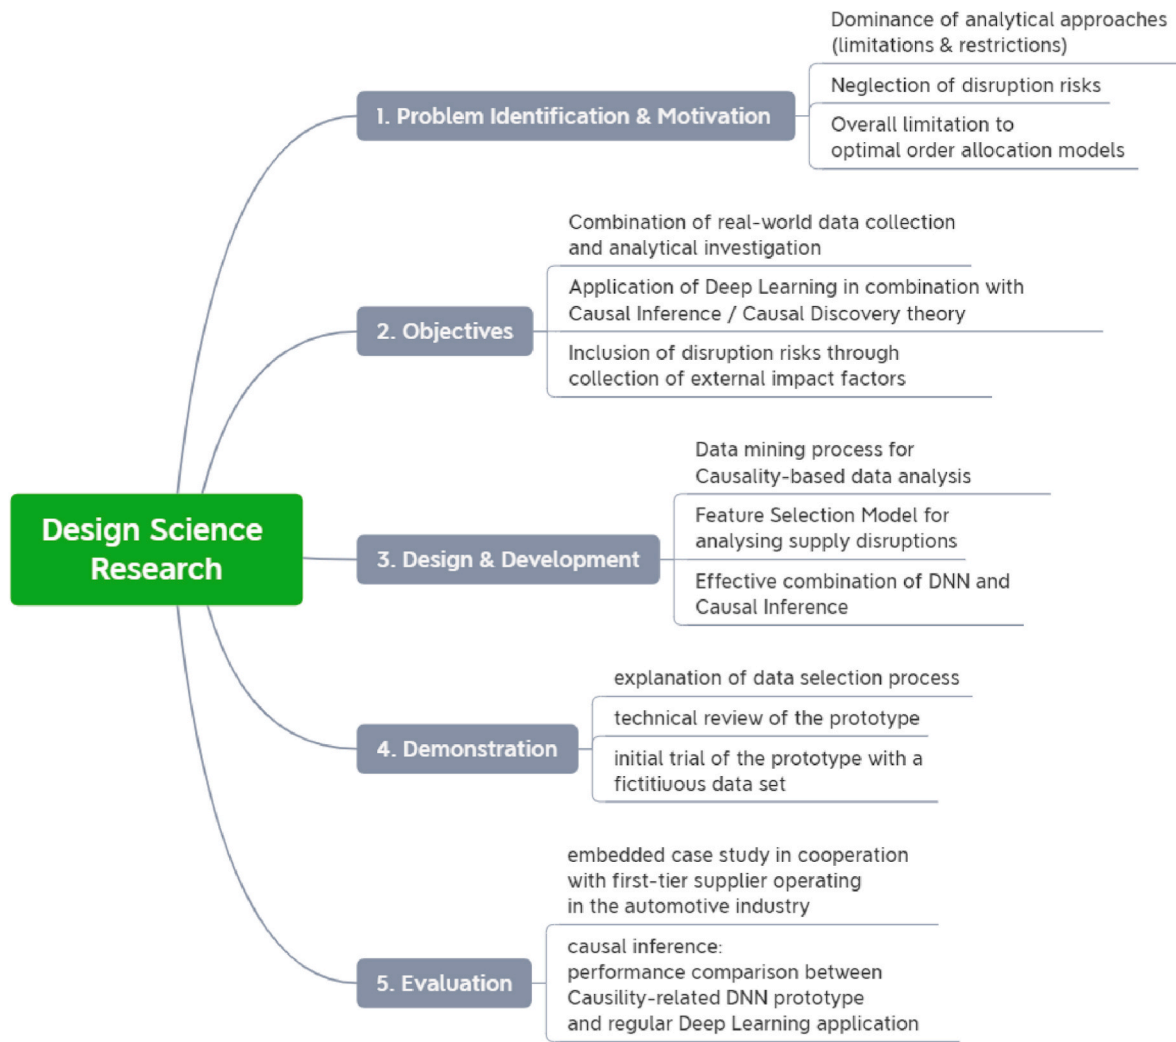 Dominance of analytical approaches
(limitations & restrictions)
1. Problem Identification & Motivation
Neglection of disruption risks
Overall limitation to
optimal order allocation models
Combination of real-world data collection
and analytical investigation
2. Objectives
Application of Deep Learning in combination with
Causal Inference / Causal Discovery theory
Inclusion of disruption risks through
collection of external impact factors
Design Science
Research
Data mining process for
Causality-based data analysis
3. Design & Development
Feature Selection Model for
analysing supply disruptions
Effective combination of DNN and
Causal Inference
explanation of data selection process
4. Demonstration
technical review of the prototype
initial trial of the prototype with a
fictitiuous data set
embedded case study in cooperation
with first-tier supplier operating
in the automotive industry
5. Evaluation
causal inference:
performance comparison between
Causility-related DNN prototype
and regular Deep Learning application